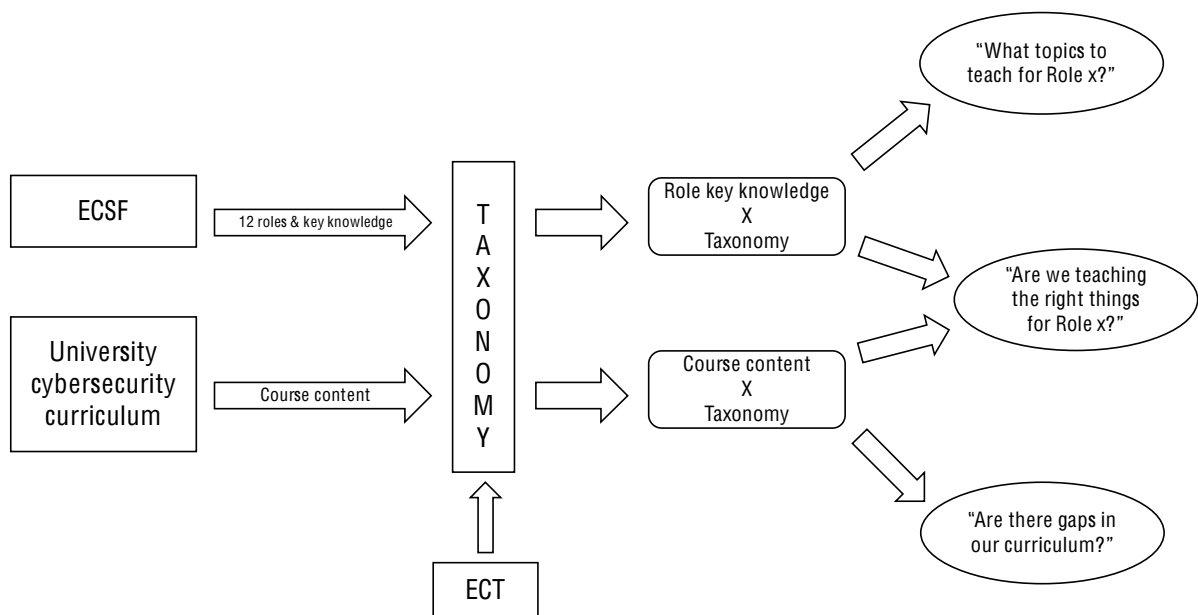 “What topics to
teach for Role x?”
ECSF
12 roles & key knowledge
TAXONOMY
Role key knowledge
X
Taxonomy
“Are we teaching
the right things
for Role x?”
University
cybersecurity
curriculum
Course content
Course content
X
Taxonomy
“Are there gaps in
our curriculum?”
ECT